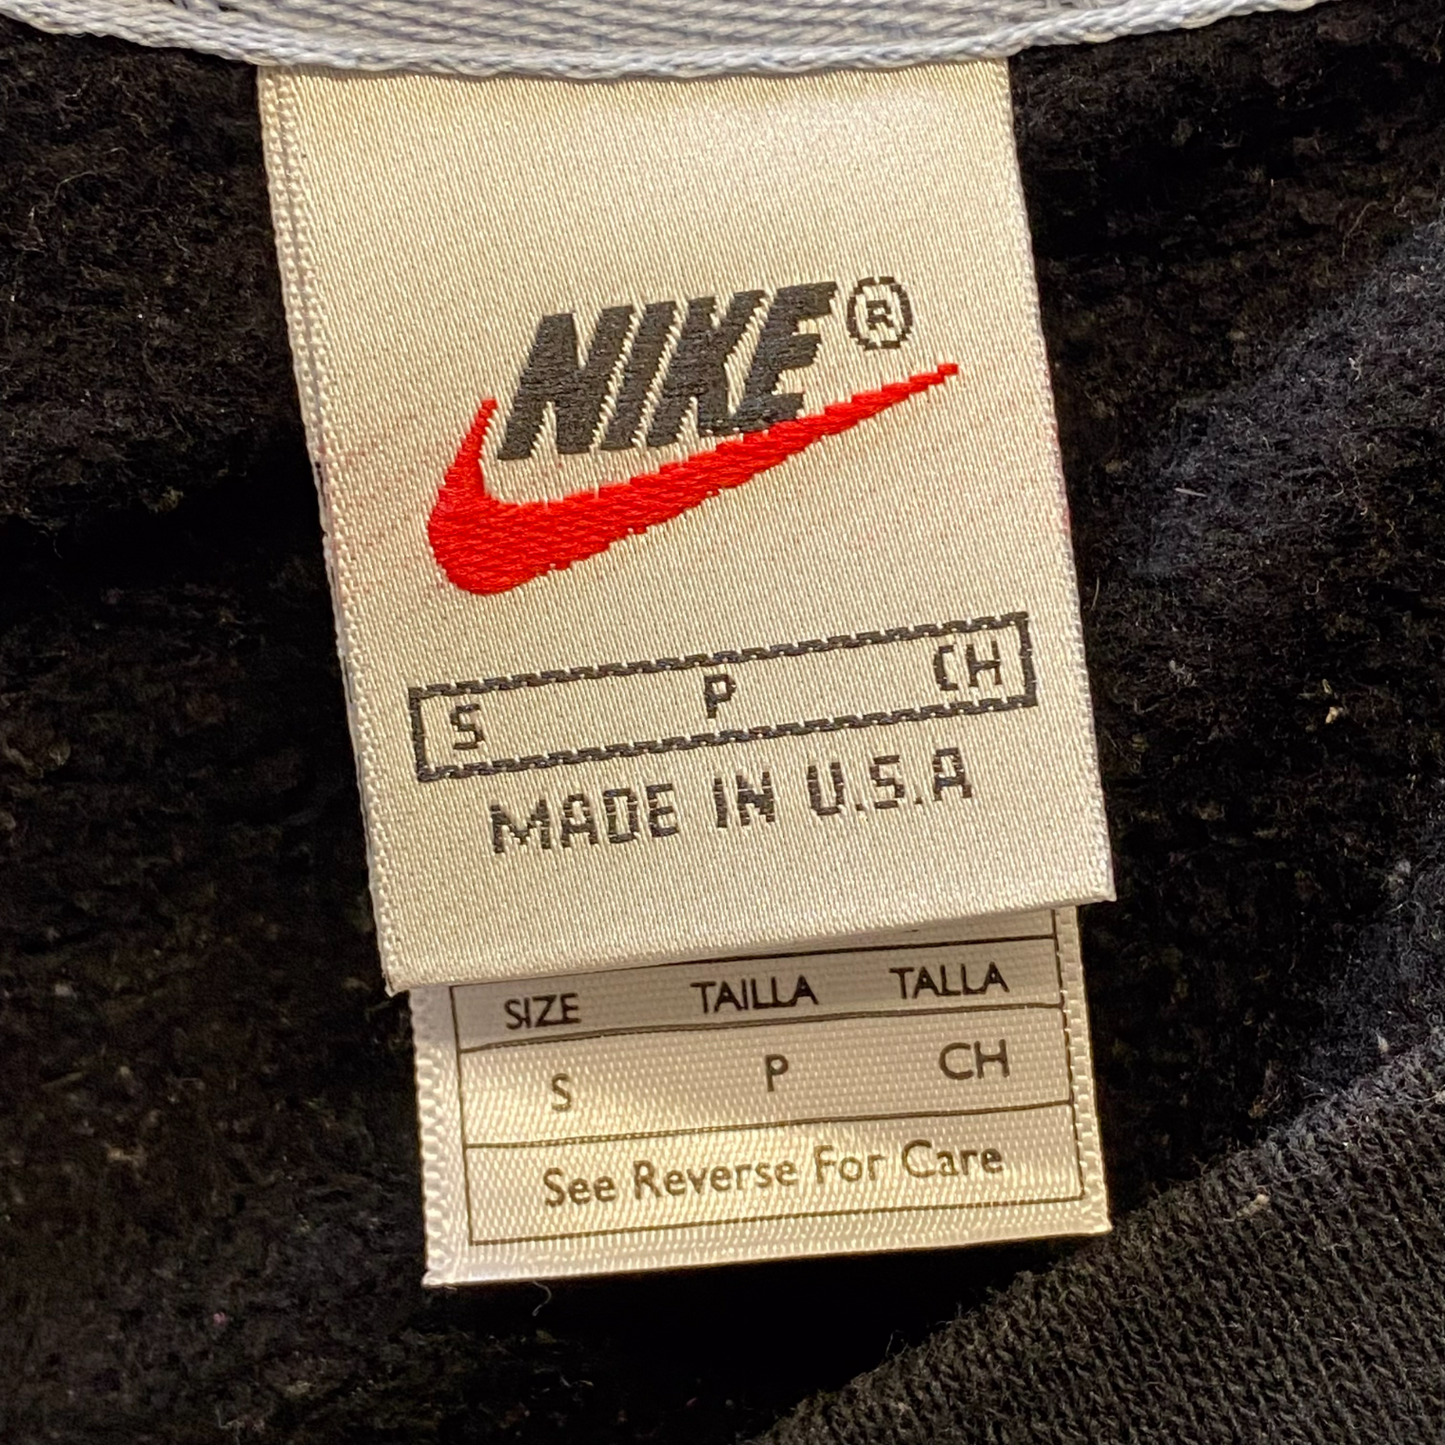 NIKE®
S P CH
MADE IN U.S.A
SIZE TAILLA TALLA
S P CH
See Reverse For Care